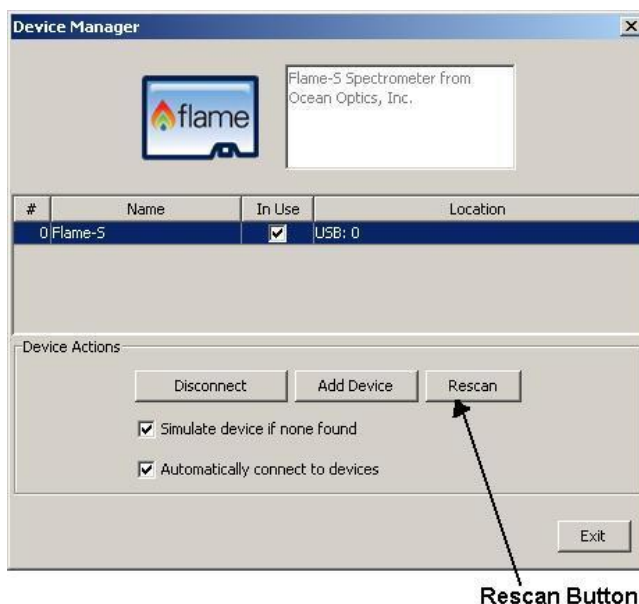 Device Manager
flame
Flame-S Spectrometer from
Ocean Optics, Inc.
# Name In Use Location
0 Flame-S USB: 0
Device Actions
Disconnect Add Device Rescan
Simulate device if none found
Automatically connect to devices
Exit
Rescan Button